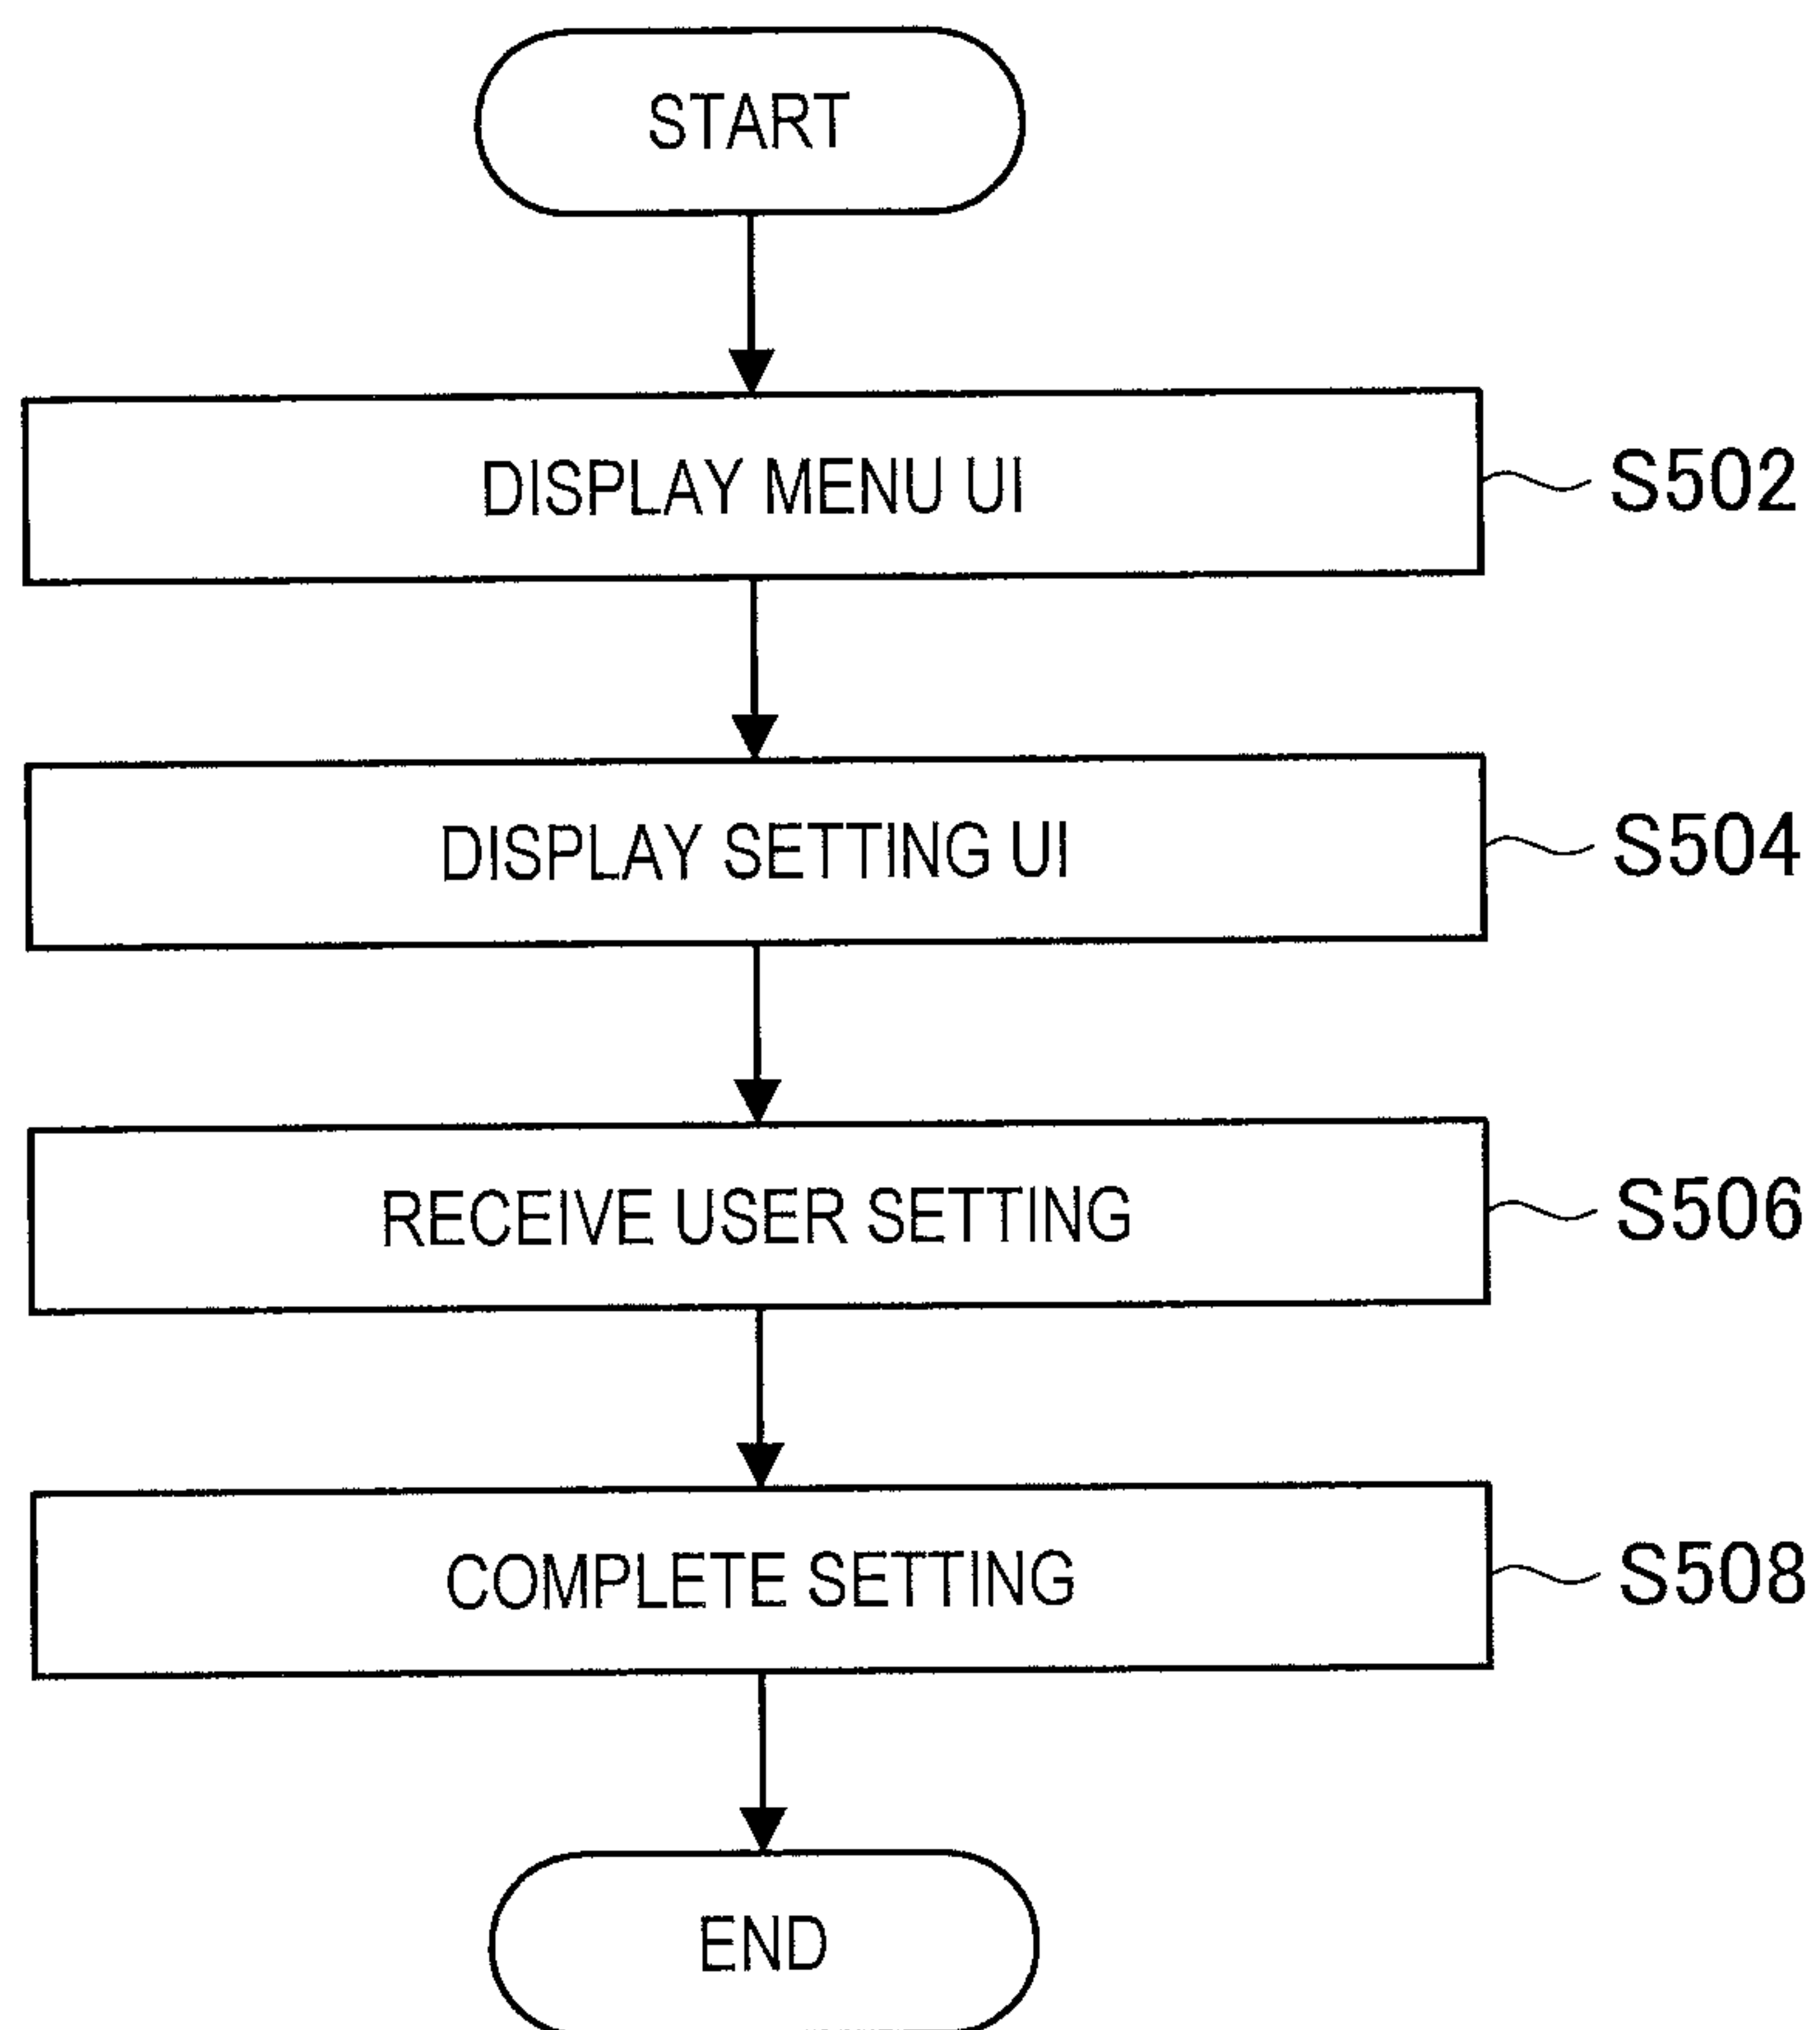 START
DISPLAY MENU UI
S502
DISPLAY SETTING UI
S504
RECEIVE USER SETTING
S506
COMPLETE SETTING
S508
END